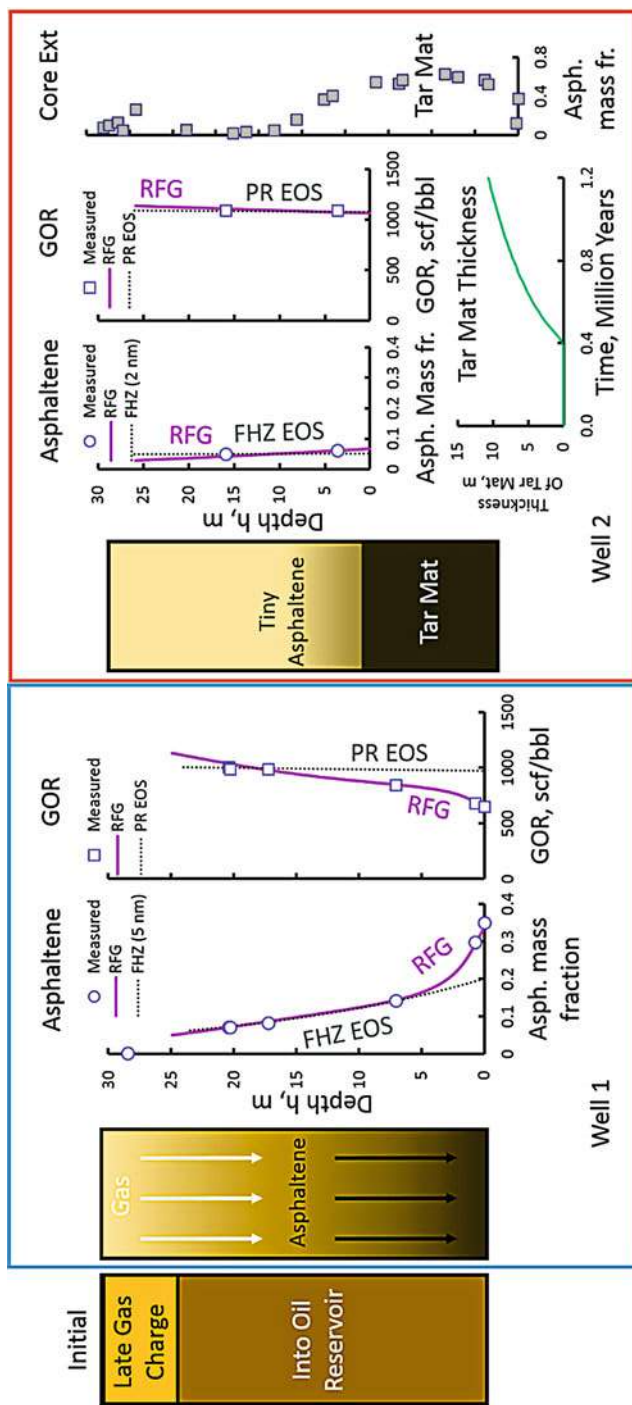 Initial
Late Gas
Charge
Into Oil
Reservoir
Gas
Asphaltene
Well 1
Asphaltene
Measured
RFG
FHZ (5 nm)
30
25
20
15
10
5
0
Depth h, m
FHZ EOS
RFG
0
0.1
0.2
0.3
0.4
Asph. mass
fraction
GOR
Measured
RFG
PR EOS
PR EOS
RFG
0
500
1000
1500
GOR, scf/bbl
Tiny
Asphaltene
Tar Mat
Well 2
Asphaltene
Measured
RFG
FHZ (2 nm)
30
25
20
15
10
5
0
Depth h, m
RFG
FHZ EOS
0
0.1
0.2
0.3
0.4
Asph. Mass fr.
GOR
Measured
RFG
PR EOS
RFG
PR EOS
0
500
1000
1500
GOR, scf/bbl
Core Ext
Tar Mat
0
0.4
0.8
Asph.
mass fr.
Tar Mat Thickness
15
10
5
0
Thickness
Of Tar Mat, m
0.0
0.4
0.8
1.2
Time, Million Years